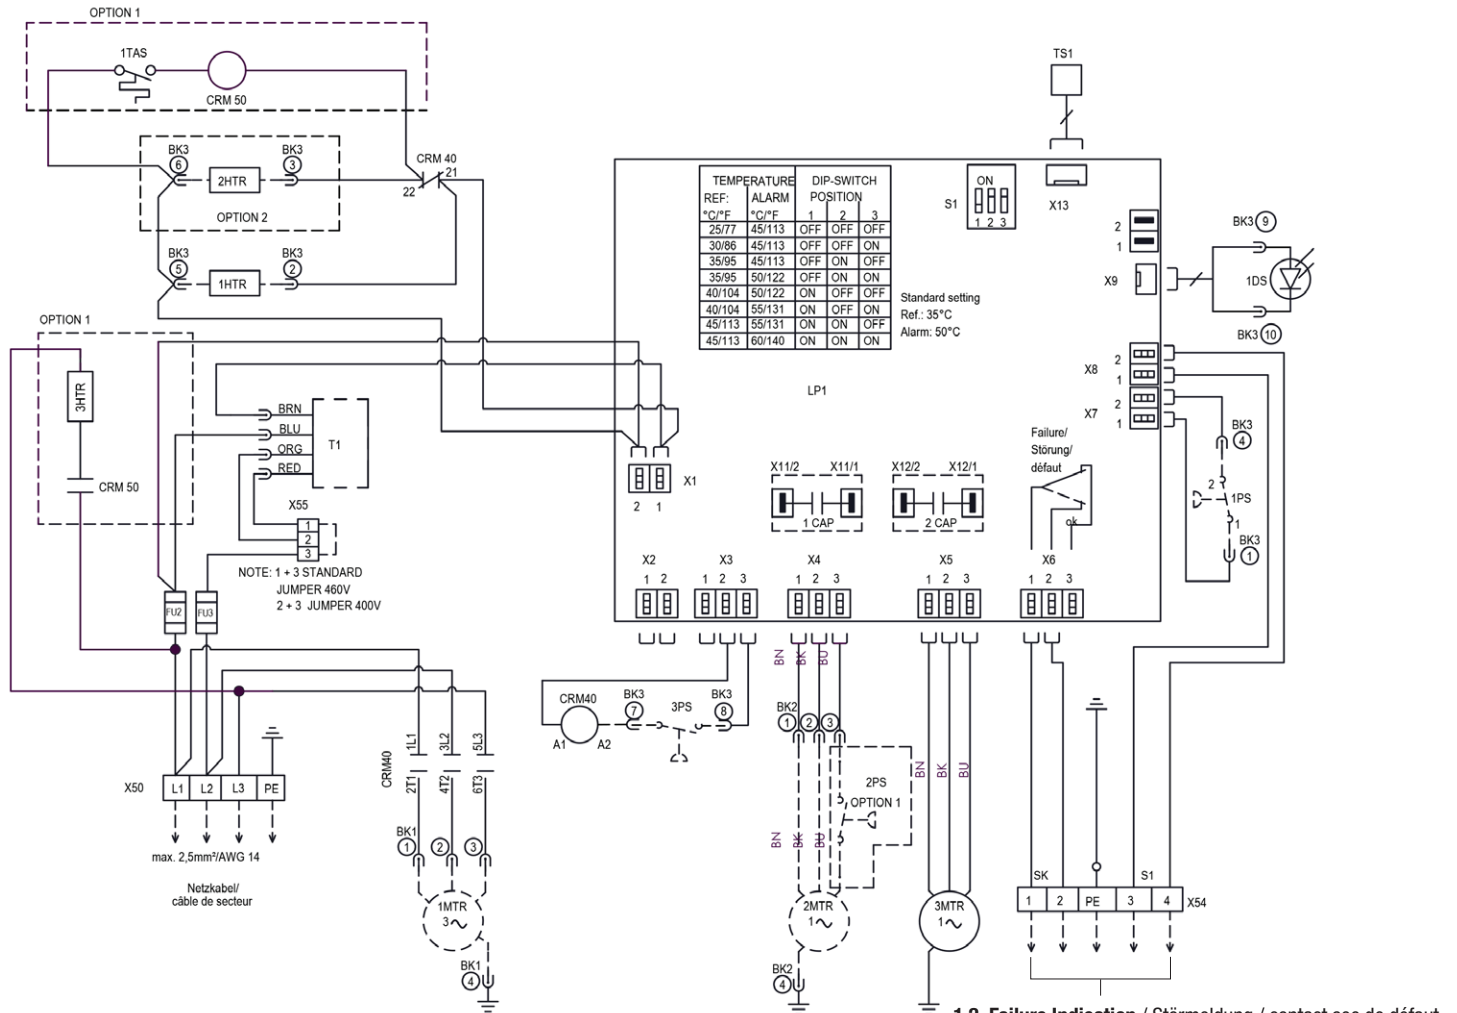 OPTION 1
1TAS
CRM 50
BK3
6
BK3
3
2HTR
OPTION 2
CRM 40
21
22
BK3
5
BK3
2
1HTR
OPTION 1
3HTR
CRM 50
BRN
BLU
ORG
RED
T1
X55
1
2
3
NOTE: 1 + 3 STANDARD
JUMPER 460V
2 + 3 JUMPER 400V
FU2
FU3
X50
L1
L2
L3
PE
max. 2,5mm²/AWG 14
Netzkabel/
câble de secteur
CRM40
1L1
3L2
5L3
2T1
4T2
6T3
BK1
1
2
3
1MTR
3
BK1
4
TS1
TEMPERATURE DIP-SWITCH
REF: ALARM POSITION
°C/°F °C/°F 1 2 3
25/77 45/113 OFF OFF OFF
30/86 45/113 OFF OFF ON
35/95 45/113 OFF ON OFF
35/95 50/122 OFF ON ON
40/104 50/122 ON OFF OFF
40/104 55/131 ON OFF ON
45/113 55/131 ON ON OFF
45/113 60/140 ON ON ON
Standard setting
Ref.: 35°C
Alarm: 50°C
S1
ON
1 2 3
X13
2
1
X9
BK3 9
1DS
BK3 10
X8
2
1
X7
2
1
BK3
4
2
1PS
1
BK3
1
LP1
Failure/
Störung/
défaut
ok
X1
2 1
X11/2 X11/1
1 CAP
X12/2 X12/1
2 CAP
X2
1 2
X3
1 2 3
X4
1 2 3
X5
1 2 3
X6
1 2 3
CRM40
A1 A2
BK3
7
3PS
BK3
8
BN
BK
BU
BK2
1
2
3
2PS
OPTION 1
BN
BK
BU
2MTR
1
BK2
4
BN
BK
BU
3MTR
1
SK
S1
1 2 PE 3 4
X54
1.8 Failure Indication / Störmeldung / contact sec de défaut